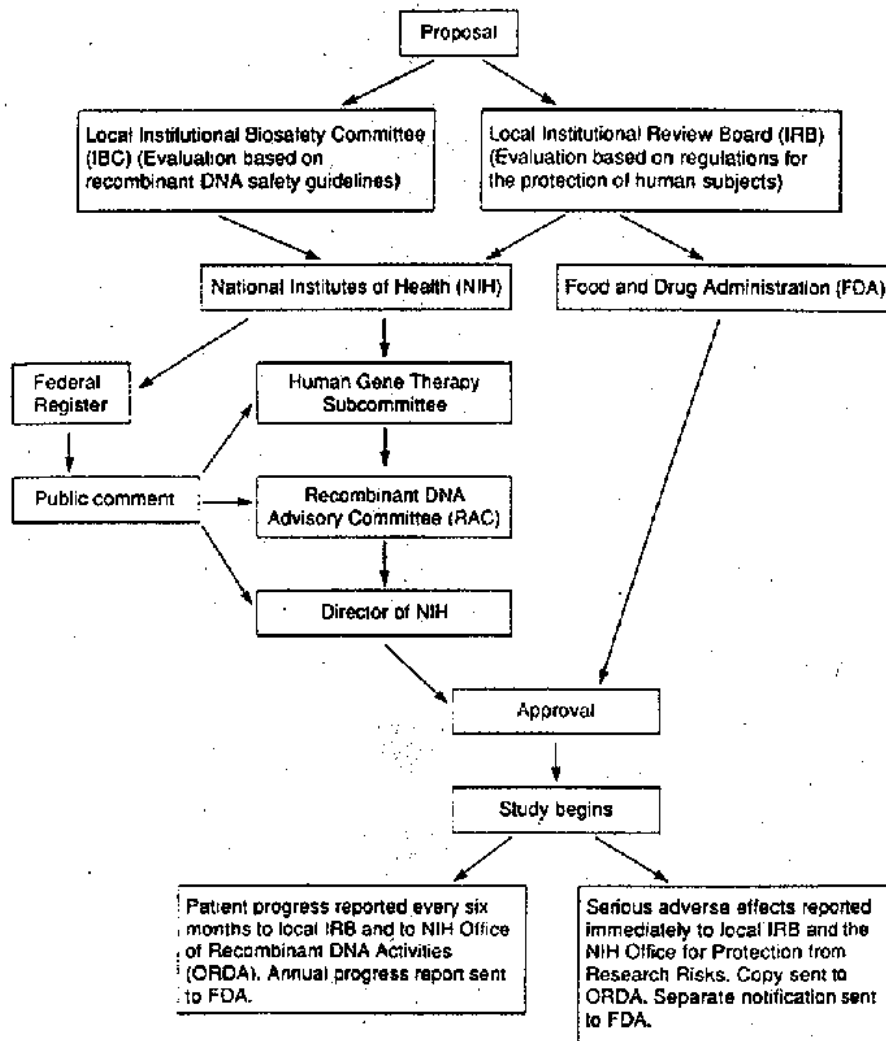 Proposal
Local Institutional Biosafety Committee
(IBC) (Evaluation based on
recombinant DNA safety guidelines)
Local Institutional Review Board (IRB)
(Evaluation based on regulations for
the protection of human subjects)
National Institutes of Health (NIH)
Food and Drug Administration (FDA)
Federal
Register
Human Gene Therapy
Subcommittee
Public comment
Recombinant DNA
Advisory Committee (RAC)
Director of NIH
Approval
Study begins
Patient progress reported every six
months to local IRB and to NIH Office
of Recombinant DNA Activities
(ORDA). Annual progress report sent
to FDA.
Serious adverse effects reported
immediately to local IRB and the
NIH Office for Protection from
Research Risks. Copy sent to
ORDA. Separate notification sent
to FDA.